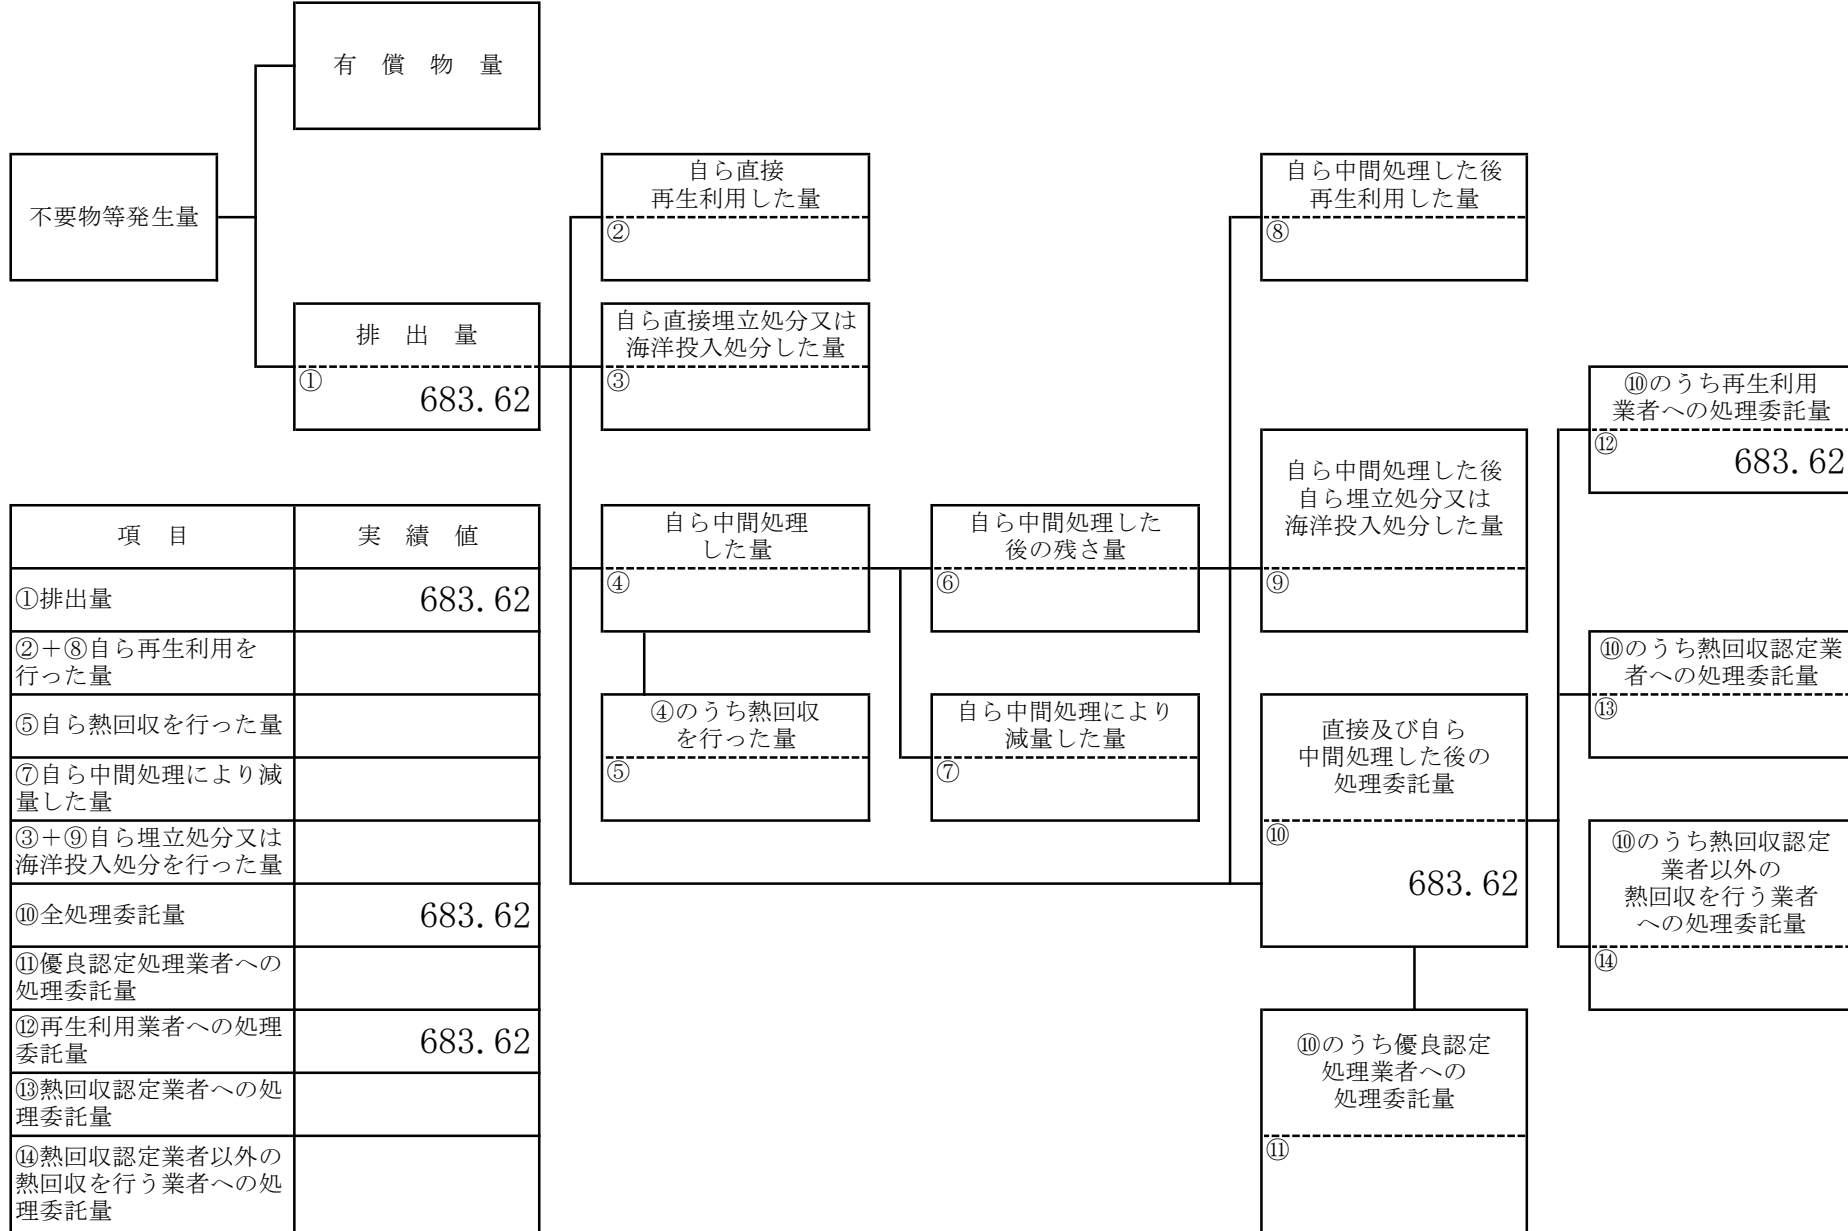 有　償　物　量
不要物等発生量
排　出　量
①
683.62
自ら直接
再生利用した量
②
自ら直接埋立処分又は
海洋投入処分した量
③
自ら中間処理
した量
④
④のうち熱回収
を行った量
⑤
自ら中間処理した
後の残さ量
⑥
自ら中間処理により
減量した量
⑦
自ら中間処理した後
再生利用した量
⑧
自ら中間処理した後
自ら埋立処分又は
海洋投入処分した量
⑨
直接及び自ら
中間処理した後の
処理委託量
⑩
683.62
⑩のうち優良認定
処理業者への
処理委託量
⑪
⑩のうち再生利用
業者への処理委託量
⑫
683.62
⑩のうち熱回収認定業
者への処理委託量
⑬
⑩のうち熱回収認定
業者以外の
熱回収を行う業者
への処理委託量
⑭
項　目　実　績　値
①排出量　683.62
②＋⑧自ら再生利用を
行った量
⑤自ら熱回収を行った量
⑦自ら中間処理により減
量した量
③＋⑨自ら埋立処分又は
海洋投入処分を行った量
⑩全処理委託量　683.62
⑪優良認定処理業者への
処理委託量
⑫再生利用業者への処理
委託量　683.62
⑬熱回収認定業者への処
理委託量
⑭熱回収認定業者以外の
熱回収を行う業者への処
理委託量